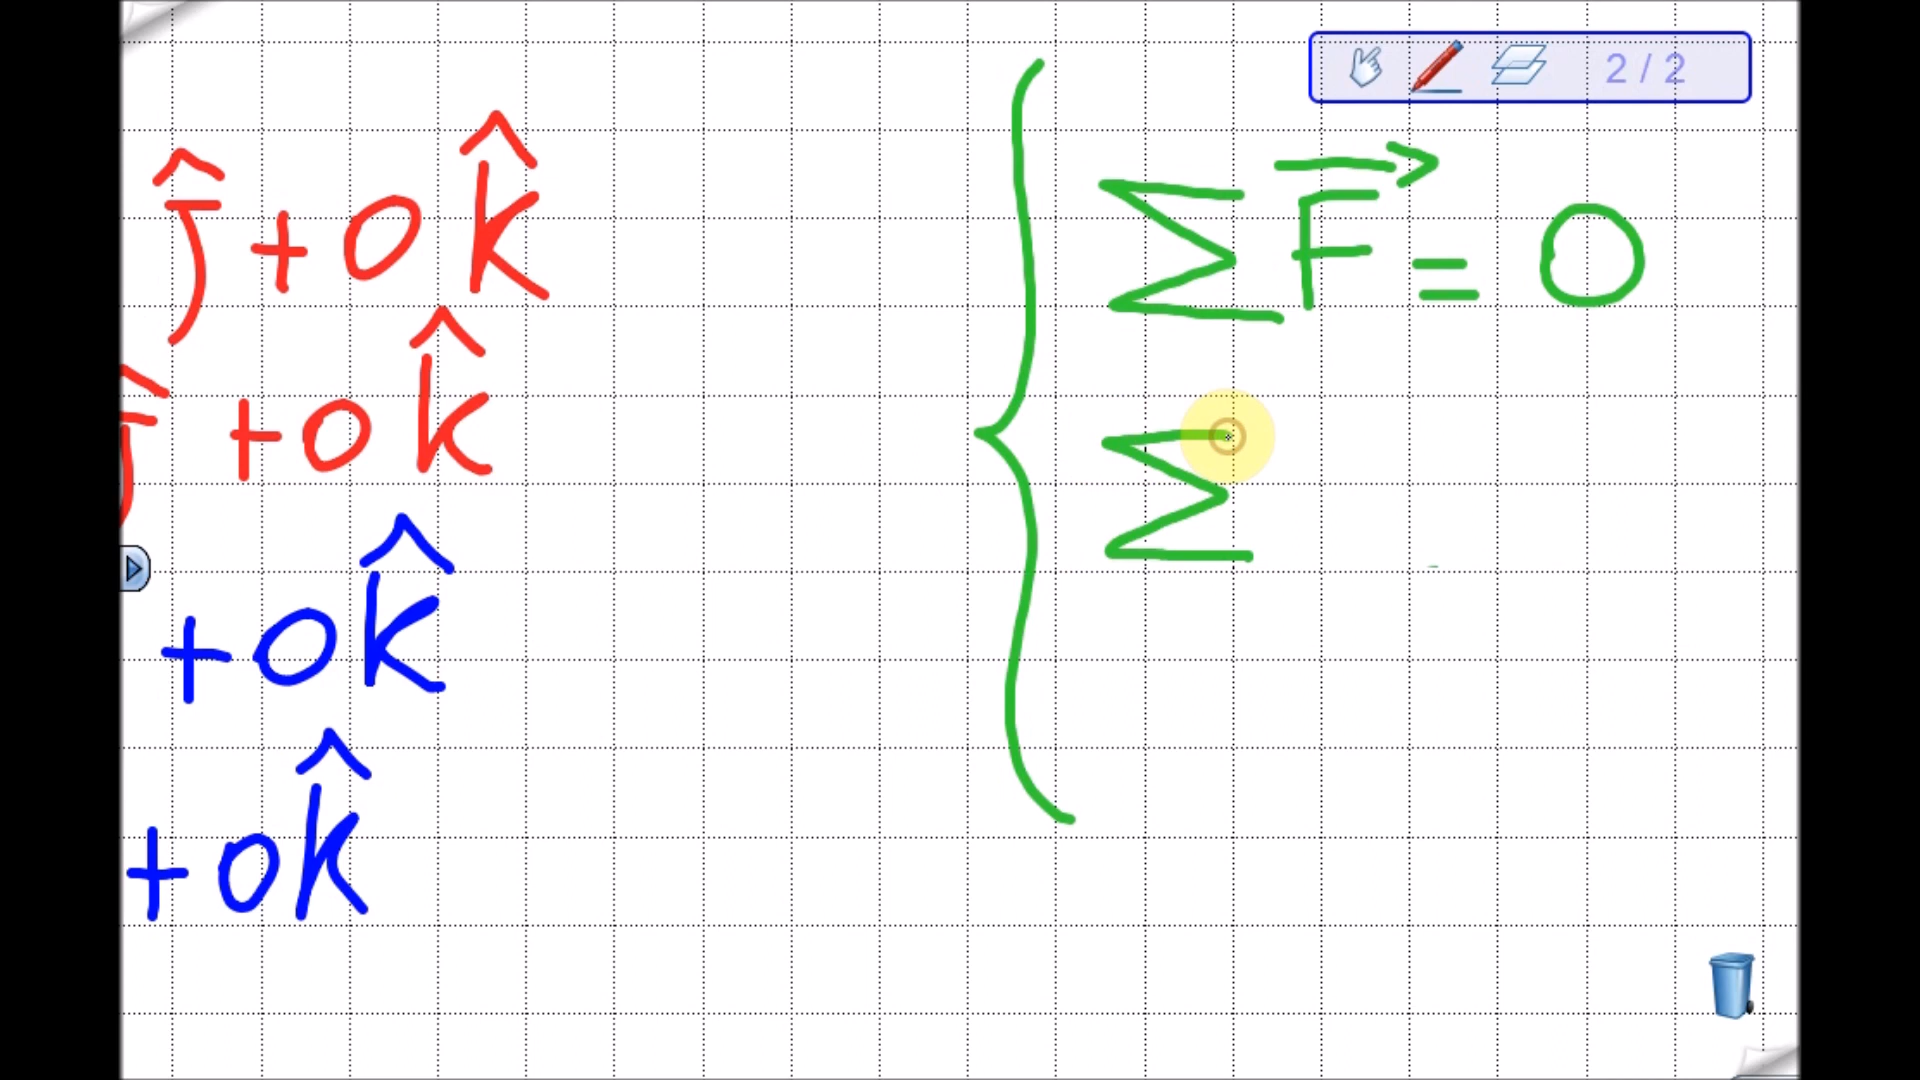 ĵ + 0 k̂
ĵ + 0 k̂
+ 0 k̂
+ 0 k̂
∑ F⃗ = 0
∑
2 / 2